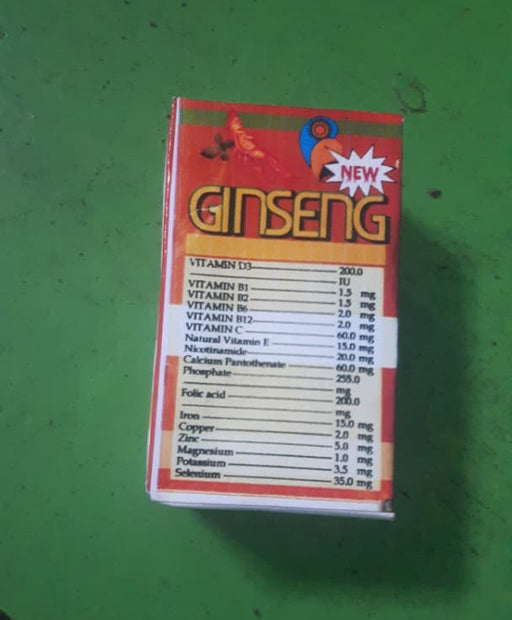 NEW
GINSENG
VITAMIN D3 200.0
IU
VITAMIN B1 1.5 mg
VITAMIN B2 1.5 mg
VITAMIN B6 2.0 mg
VITAMIN B12 2.0 mg
VITAMIN C 60.0 mg
Natural Vitamin E 15.0 mg
Nicotinamide 20.0 mg
Calcium Pantothenate 60.0 mg
Phosphate 255.0
mg
Folic acid 200.0
mg
Iron 15.0 mg
Copper 2.0 mg
Zinc 5.0 mg
Magnesium 1.0 mg
Potassium 3.5 mg
Selenium 35.0 mg